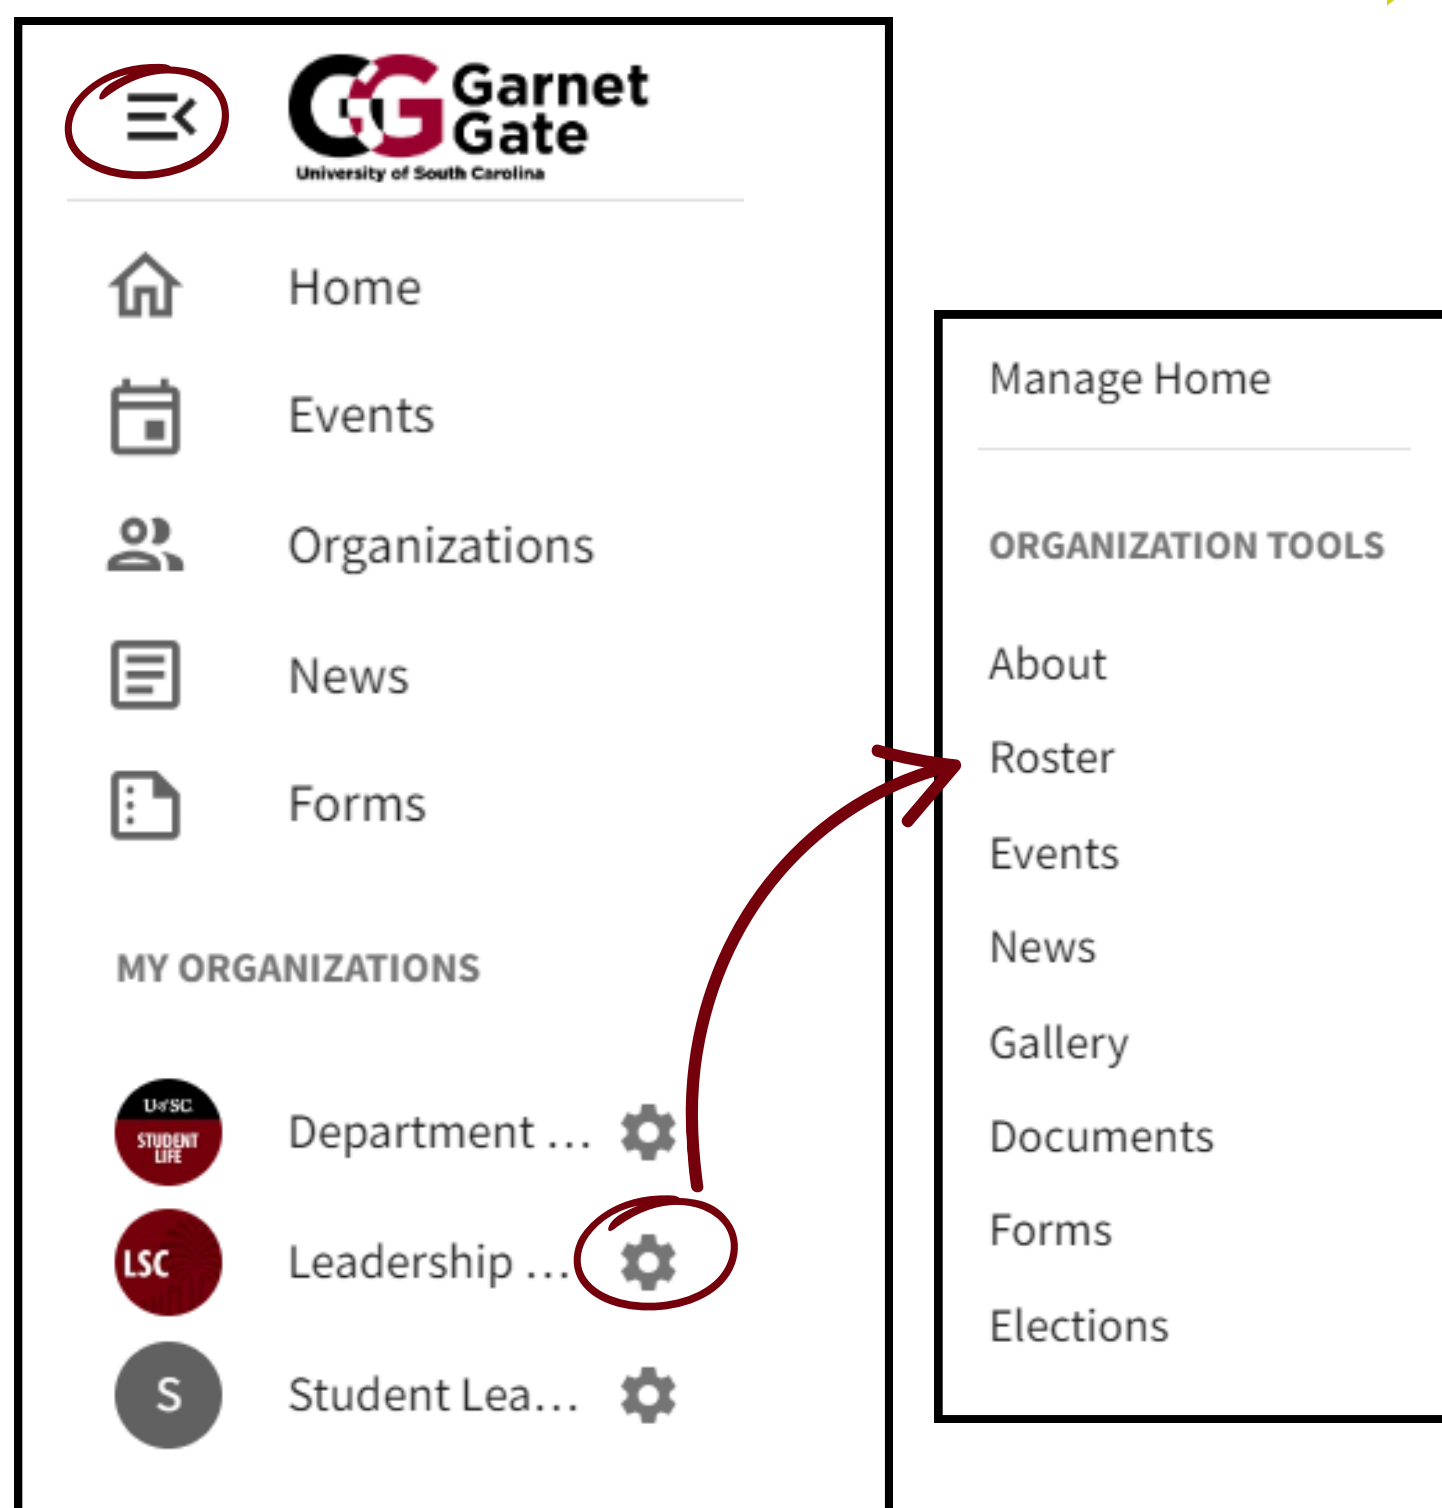 Garnet
Gate
University of South Carolina
Home
Events
Organizations
News
Forms
MY ORGANIZATIONS
UofSC
STUDENT
LIFE
Department ...
LSC
Leadership ...
S
Student Lea...
Manage Home
ORGANIZATION TOOLS
About
Roster
Events
News
Gallery
Documents
Forms
Elections